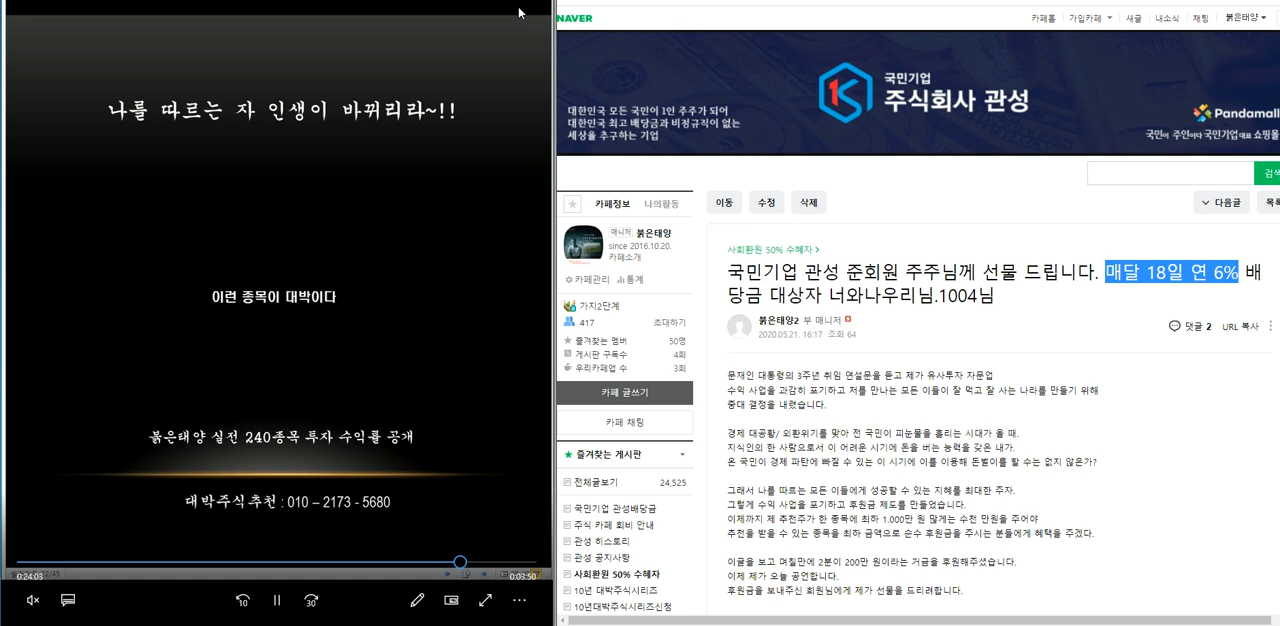 나를 따르는 자 인생이 바뀌리라~!!
이런 종목이 대박이다
붉은태양 실전 240종목 투자 수익률 공개
대박주식추천 : 010 – 2173 - 5680
0:24:03
0:03:50
10
30
NAVER
카페홈
가입카페
새글
내소식
채팅
붉은태양
대한민국 모든 국민이 1인 주주가 되어
대한민국 최고 배당금과 비정규직이 없는
세상을 추구하는 기업
국민기업
주식회사 관성
Pandamall
국민이 주인이다 국민기업 대표 쇼핑몰
검색
카페정보
나의활동
매니저 붉은태양
since 2016.10.20.
카페소개
카페관리
통계
가지2단계
417
초대하기
즐겨찾는 멤버
50명
게시판 구독수
4회
우리카페앱 수
3회
카페 글쓰기
카페 채팅
즐겨찾는 게시판
전체글보기
24,525
국민기업 관성배당금
주식 카페 회비 안내
관성 히스토리
관성 공지사항
사회환원 50% 수혜자
10년 대박주식시리즈
10년대박주식시리즈신청
이동
수정
삭제
다음글
목록
사회환원 50% 수혜자 >
국민기업 관성 준회원 주주님께 선물 드립니다. 매달 18일 연 6% 배
당금 대상자 너와나우리님.1004님
붉은태양2 부 매니저
2020.05.21. 16:17 조회 64
댓글 2
URL 복사
문재인 대통령의 3주년 취임 연설문을 듣고 제가 유사투자 자문업
수익 사업을 과감히 포기하고 저를 만나는 모든 이들이 잘 먹고 잘 사는 나라를 만들기 위해
중대 결정을 내렸습니다.
경제 대공황/ 외환위기를 맞아 전 국민이 피눈물을 흘리는 시대가 올 때.
지식인의 한 사람으로서 이 어려운 시기에 돈을 버는 능력을 갖은 내가.
온 국민이 경제 파탄에 빠질 수 있는 이 시기에 이를 이용해 돈벌이를 할 수는 없지 않은가?
그래서 나를 따르는 모든 이들에게 성공할 수 있는 지혜를 최대한 주자.
그렇게 수익 사업을 포기하고 후원금 제도를 만들었습니다.
이제까지 제 추천주가 한 종목에 최하 1.000만 원 많게는 수천 만원을 주어야
추천을 받을 수 있는 종목을 최하 금액으로 순수 후원금을 주시는 분들에게 혜택을 주겠다.
이글을 보고 며칠만에 2분이 200만 원이라는 거금을 후원해주셨습니다.
이제 제가 오늘 공언합니다.
후원금을 보내주신 회원님에게 제가 선물을 드리려합니다.